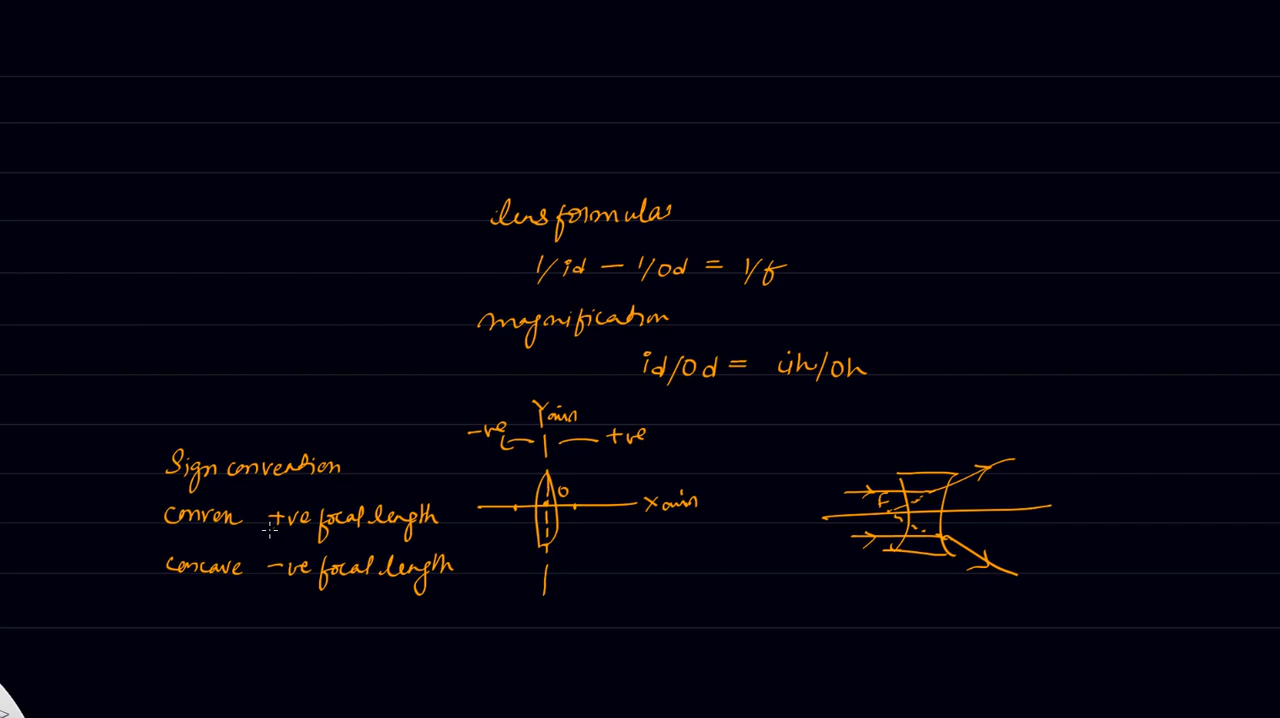 lens formulas
1/id − 1/od = 1/f
magnification
id/od = ih/oh
Y axis
-ve +ve
Sign convention
O
X axis
convex +ve focal length
F
concave -ve focal length